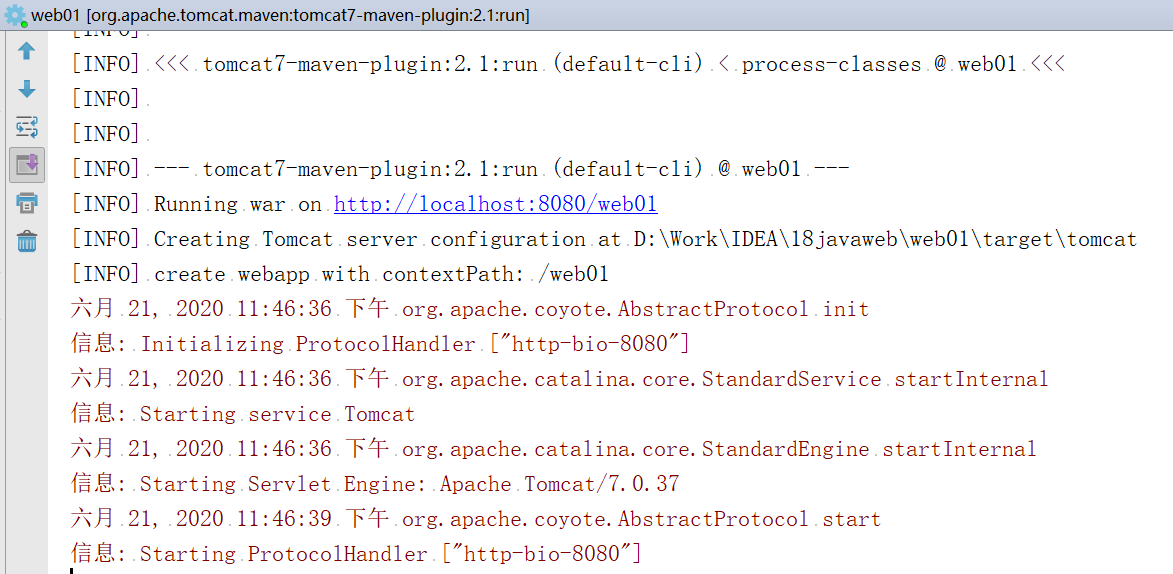 web01 [org.apache.tomcat.maven:tomcat7-maven-plugin:2.1:run]
[INFO]
[INFO] <<< tomcat7-maven-plugin:2.1:run (default-cli) < process-classes @ web01 <<<
[INFO]
[INFO]
[INFO] --- tomcat7-maven-plugin:2.1:run (default-cli) @ web01 ---
[INFO] Running war on http://localhost:8080/web01
[INFO] Creating Tomcat server configuration at D:\Work\IDEA\18javaweb\web01\target\tomcat
[INFO] create webapp with contextPath: /web01
六月 21, 2020 11:46:36 下午 org.apache.coyote.AbstractProtocol init
信息: Initializing ProtocolHandler ["http-bio-8080"]
六月 21, 2020 11:46:36 下午 org.apache.catalina.core.StandardService startInternal
信息: Starting service Tomcat
六月 21, 2020 11:46:36 下午 org.apache.catalina.core.StandardEngine startInternal
信息: Starting Servlet Engine: Apache Tomcat/7.0.37
六月 21, 2020 11:46:39 下午 org.apache.coyote.AbstractProtocol start
信息: Starting ProtocolHandler ["http-bio-8080"]